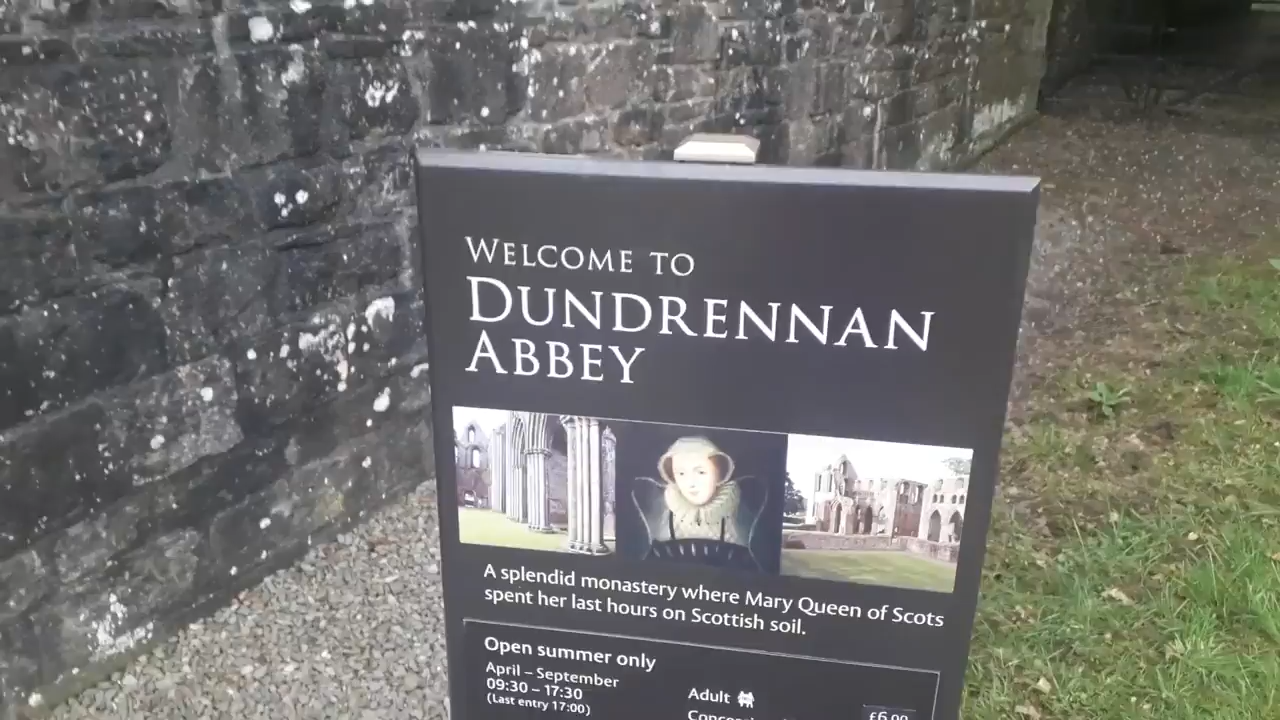 WELCOME TO
DUNDRENNAN
ABBEY
A splendid monastery where Mary Queen of Scots
spent her last hours on Scottish soil.
Open summer only
April – September
09:30 – 17:30
(Last entry 17:00)
Adult
£6.00